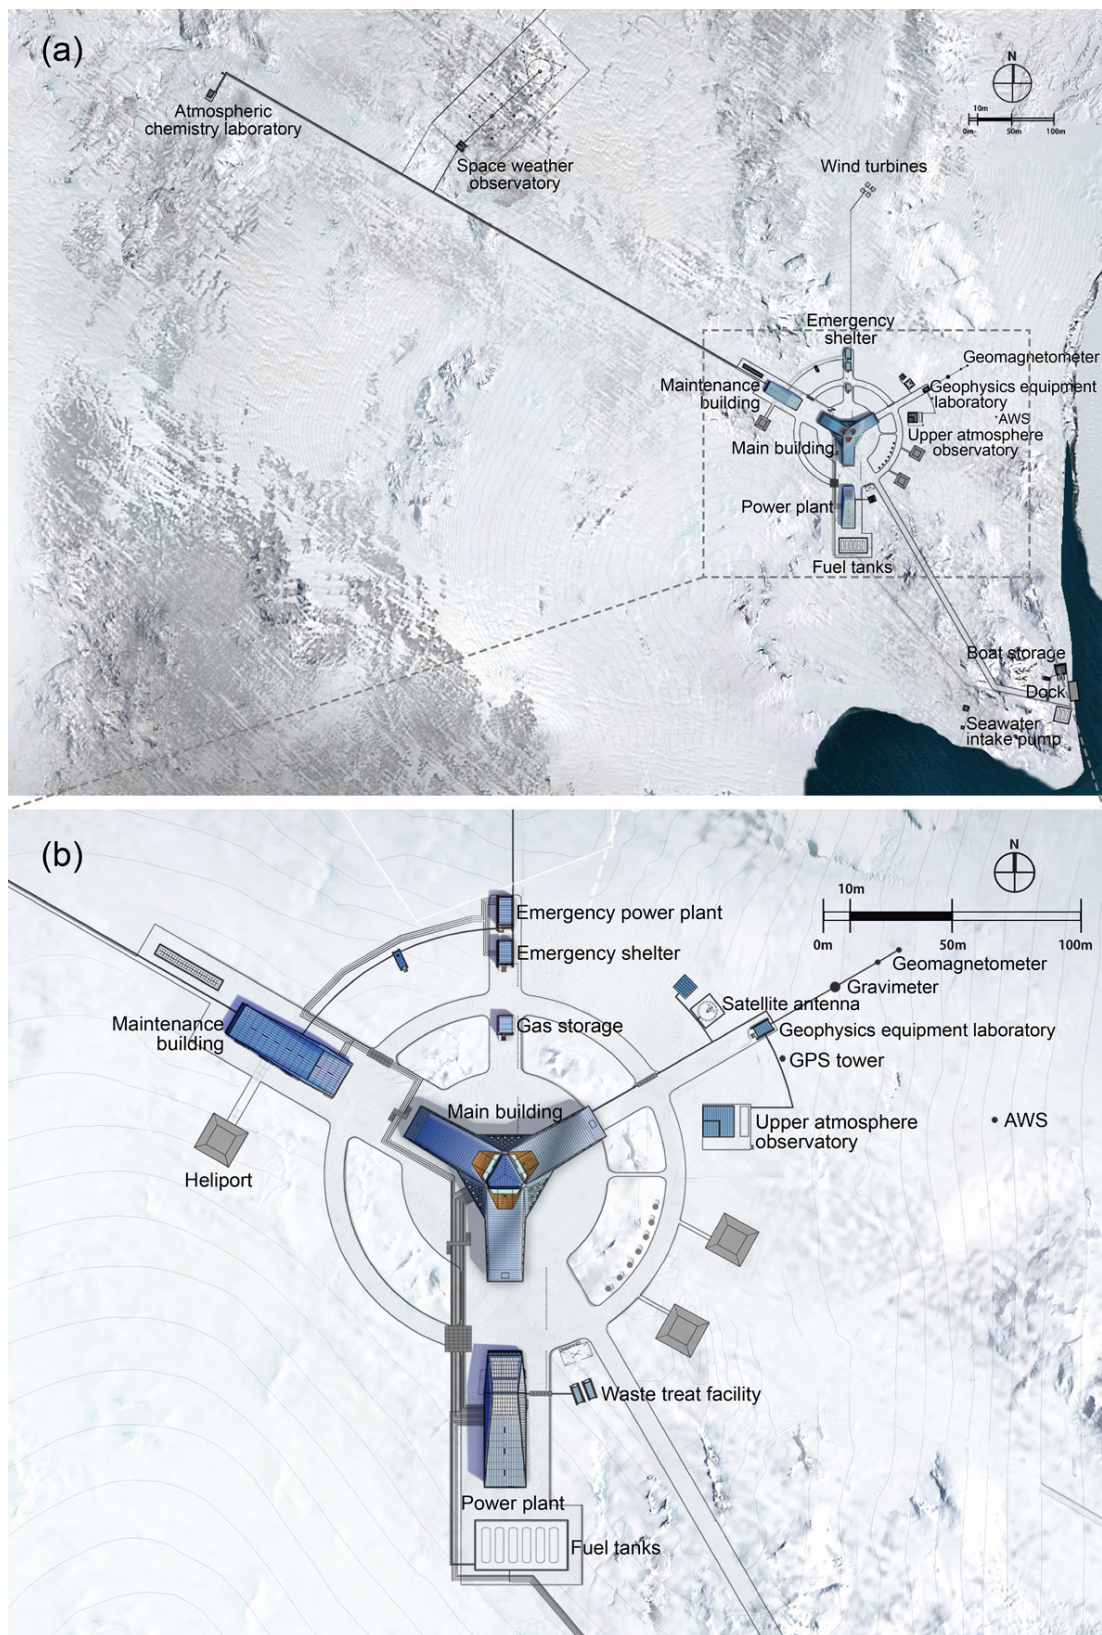 (a)
N
10m
0m 50m 100m
Atmospheric
chemistry laboratory
Space weather
observatory
Wind turbines
Emergency
shelter
Geomagnetometer
Maintenance
building
Geophysics equipment
laboratory
AWS
Main building
Upper atmosphere
observatory
Power plant
Fuel tanks
Boat storage
Dock
Seawater
intake pump
(b)
N
10m
0m 50m 100m
Emergency power plant
Emergency shelter
Geomagnetometer
Gravimeter
Satellite antenna
Maintenance
building
Gas storage
Geophysics equipment laboratory
GPS tower
Main building
Upper atmosphere
observatory
AWS
Heliport
Waste treat facility
Power plant
Fuel tanks